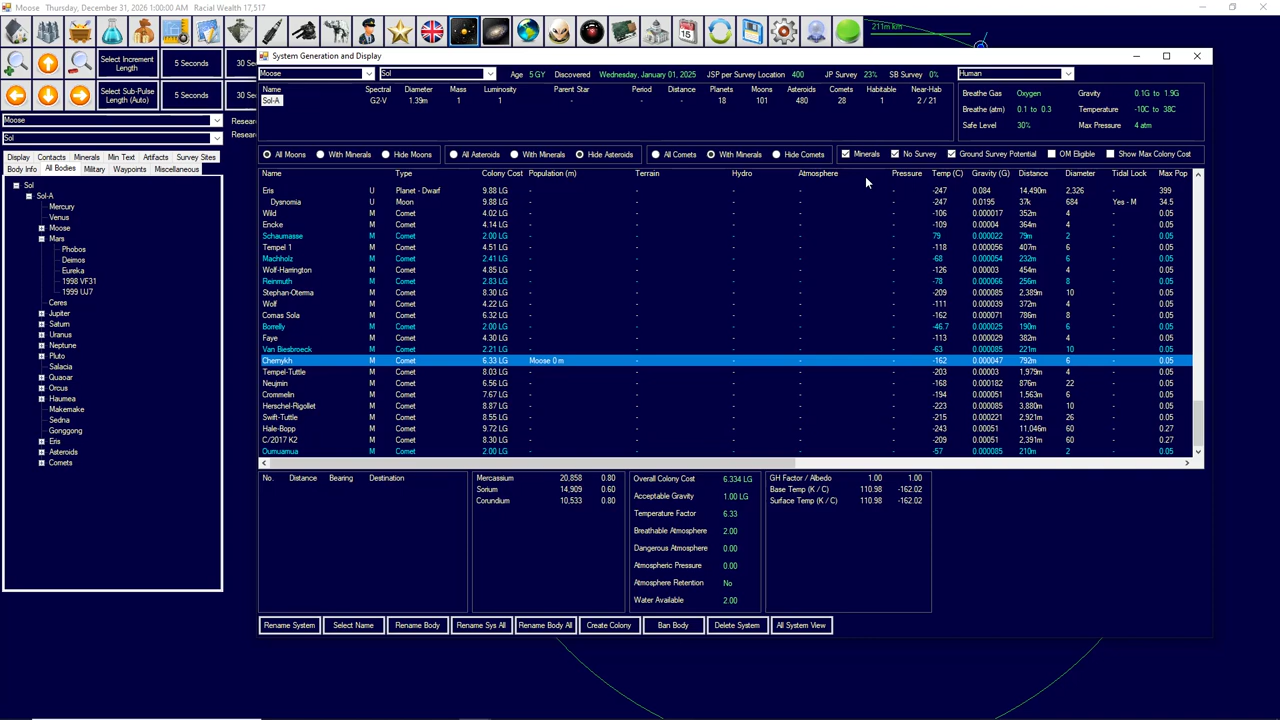 Moose Thursday, December 31, 2026 1:00:00 AM Racial Wealth 17,517
211m km
Select Increment Length
5 Seconds
30 Se
Select Sub-Pulse Length (Auto)
5 Seconds
30 Se
Moose
Resear
Sol
Resear
Display Contacts Minerals Min Text Artifacts Survey Sites
Body Info All Bodies Military Waypoints Miscellaneous
Sol
Sol-A
Mercury
Venus
Moose
Mars
Phobos
Deimos
Eureka
1998 VF31
1999 UJ7
Ceres
Jupiter
Saturn
Uranus
Neptune
Pluto
Salacia
Quaoar
Orcus
Haumea
Makemake
Sedna
Gonggong
Eris
Asteroids
Comets
System Generation and Display
Moose Sol Age 5 GY Discovered Wednesday, January 01, 2025 JSP per Survey Location 400 JP Survey 23% SB Survey 0% Human
Name Spectral Diameter Mass Luminosity Parent Star Period Distance Planets Moons Asteroids Comets Habitable Near-Hab
Sol-A G2-V 1.39m 1 1 - - - 18 101 480 28 1 2 / 21
Breathe Gas Oxygen Gravity 0.1G to 1.9G
Breathe (atm) 0.1 to 0.3 Temperature -10C to 38C
Safe Level 30% Max Pressure 4 atm
All Moons With Minerals Hide Moons All Asteroids With Minerals Hide Asteroids All Comets With Minerals Hide Comets Minerals No Survey Ground Survey Potential OM Eligible Show Max Colony Cost
Name Type Colony Cost Population (m) Terrain Hydro Atmosphere Pressure Temp (C) Gravity (G) Distance Diameter Tidal Lock Max Pop
Eris U Planet - Dwarf 9.88 LG - - - - - -247 0.084 14,490m 2,326 399
Dysnomia U Moon 9.88 LG - - - - - -247 0.0195 37k 684 Yes - M 34.5
Wild M Comet 4.02 LG - - - - - -106 0.000017 352m 4 0.05
Encke M Comet 4.14 LG - - - - - -109 0.00004 364m 4 0.05
Schaumasse M Comet 2.00 LG - - - - - 79 0.000022 79m 2 0.05
Tempel 1 M Comet 4.51 LG - - - - - -118 0.000056 407m 6 0.05
Machholz M Comet 2.41 LG - - - - - -68 0.000054 232m 6 0.05
Wolf-Harrington M Comet 4.85 LG - - - - - -126 0.00003 454m 4 0.05
Reinmuth M Comet 2.83 LG - - - - - -78 0.000066 256m 8 0.05
Stephan-Oterma M Comet 8.30 LG - - - - - -209 0.000085 2,389m 10 0.05
Wolf M Comet 4.22 LG - - - - - -111 0.000039 372m 4 0.05
Comas Sola M Comet 6.32 LG - - - - - -162 0.000071 786m 8 0.05
Borrelly M Comet 2.00 LG - - - - - -46.7 0.000025 190m 6 0.05
Faye M Comet 4.30 LG - - - - - -113 0.000029 382m 4 0.05
Van Biesbroeck M Comet 2.21 LG - - - - - -63 0.000085 221m 10 0.05
Chernykh M Comet 6.33 LG Moose 0 m - - - - -162 0.000047 792m 6 0.05
Tempel-Tuttle M Comet 8.03 LG - - - - - -203 0.00003 1,979m 4 0.05
Neujmin M Comet 6.56 LG - - - - - -168 0.000182 876m 22 0.05
Crommelin M Comet 7.67 LG - - - - - -194 0.000051 1,563m 6 0.05
Herschel-Rigollet M Comet 8.87 LG - - - - - -223 0.000085 3,880m 10 0.05
Swift-Tuttle M Comet 8.55 LG - - - - - -215 0.000221 2,921m 26 0.05
Hale-Bopp M Comet 9.72 LG - - - - - -243 0.00051 11,046m 60 0.27
C/2017 K2 M Comet 8.30 LG - - - - - -209 0.00051 2,391m 60 0.27
Oumuamua M Comet 2.00 LG - - - - - -57 0.000085 210m 2 0.05
No. Distance Bearing Destination
Mercassium 20,858 0.80
Sorium 14,909 0.60
Corundium 10,533 0.80
Overall Colony Cost 6.334 LG
Acceptable Gravity 1.00 LG
Temperature Factor 6.33
Breathable Atmosphere 2.00
Dangerous Atmosphere 0.00
Atmospheric Pressure 0.00
Atmosphere Retention No
Water Available 2.00
GH Factor / Albedo 1.00 1.00
Base Temp (K / C) 110.98 -162.02
Surface Temp (K / C) 110.98 -162.02
Rename System Select Name Rename Body Rename Sys All Rename Body All Create Colony Ban Body Delete System All System View